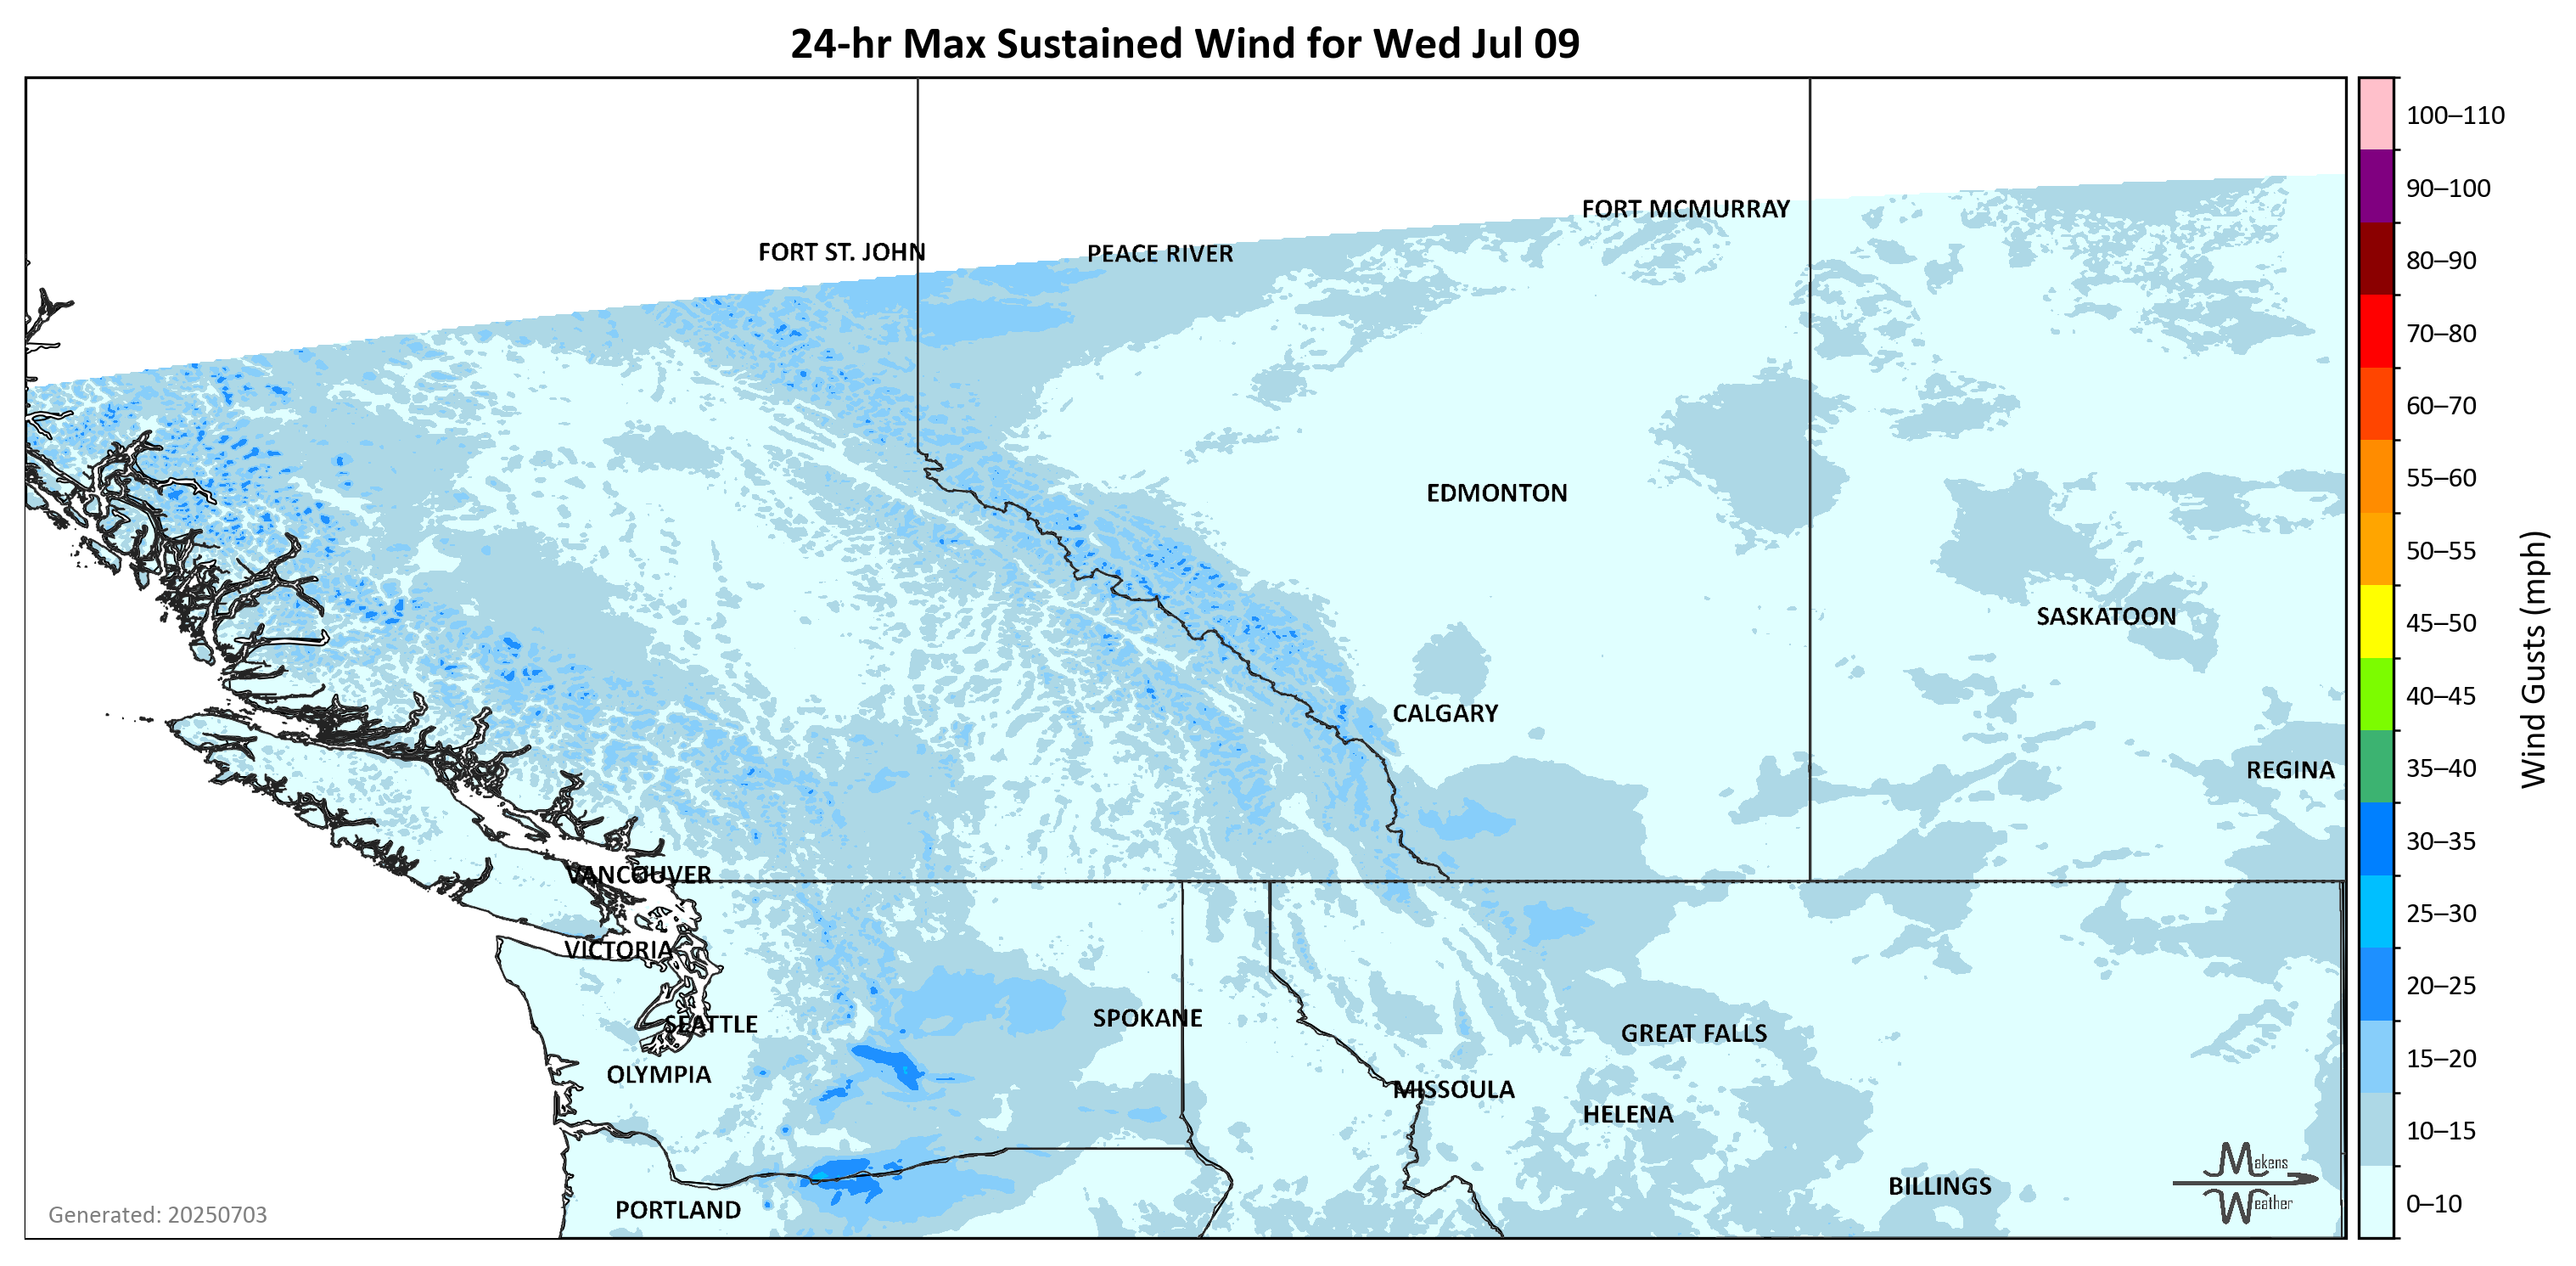 24-hr Max Sustained Wind for Wed Jul 09
FORT MCMURRAY
FORT ST. JOHN
PEACE RIVER
EDMONTON
SASKATOON
CALGARY
REGINA
VANCOUVER
VICTORIA
SPOKANE
SEATTLE
GREAT FALLS
OLYMPIA
MISSOULA
HELENA
BILLINGS
PORTLAND
Makens
Weather
Generated: 20250703
100–110
90–100
80–90
70–80
60–70
55–60
50–55
45–50
40–45
35–40
30–35
25–30
20–25
15–20
10–15
0–10
Wind Gusts (mph)